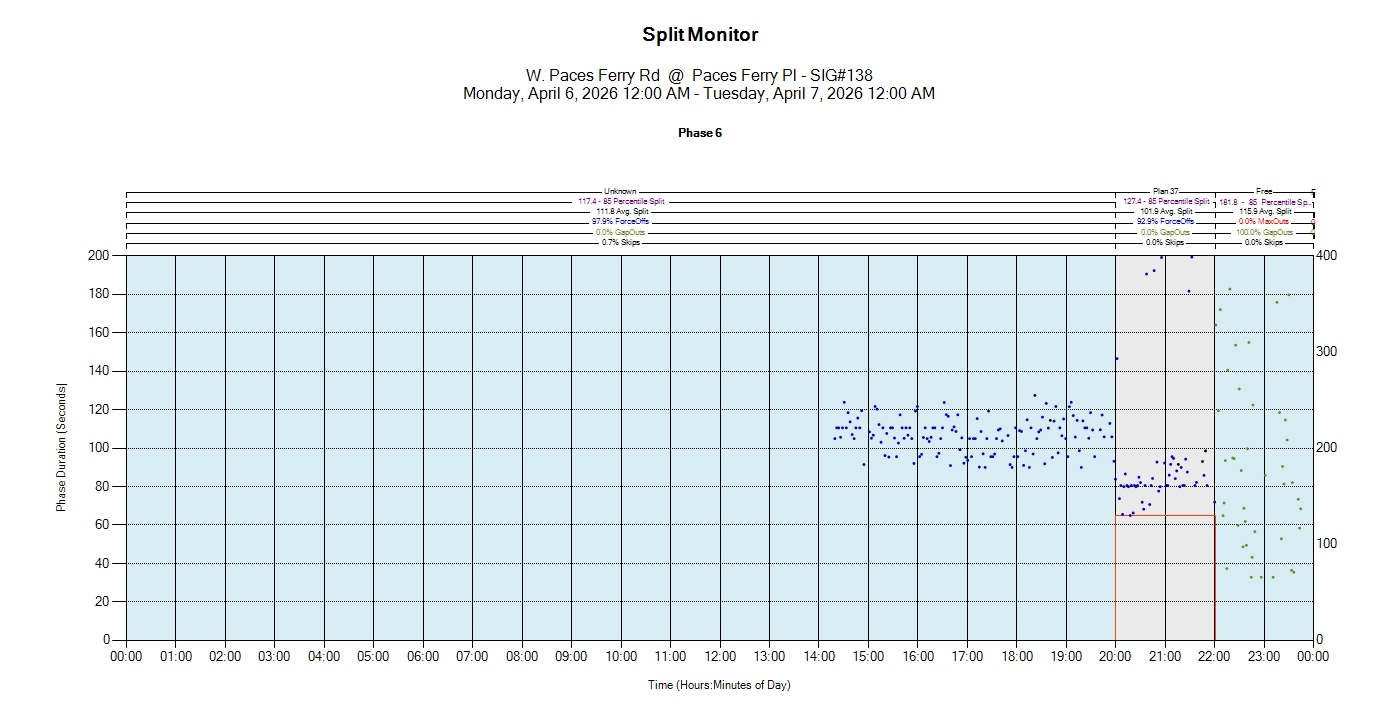 Split Monitor
W. Paces Ferry Rd @ Paces Ferry Pl - SIG#138
Monday, April 6, 2026 12:00 AM - Tuesday, April 7, 2026 12:00 AM
Phase 6
Unknown Plan 37 Free
117.4 - 85 Percentile Split 127.4 - 85 Percentile Split 181.8 - 85 Percentile Sp...
111.8 Avg. Split 101.9 Avg. Split 115.9 Avg. Split
97.9% ForceOffs 92.9% ForceOffs 0.0% MaxOuts
0.0% GapOuts 0.0% GapOuts 100.0% GapOuts
0.7% Skips 0.0% Skips 0.0% Skips
200 400
180
160
300
140
120
100 200
80
60
100
40
20
0 0
Phase Duration (Seconds)
00:00 01:00 02:00 03:00 04:00 05:00 06:00 07:00 08:00 09:00 10:00 11:00 12:00 13:00 14:00 15:00 16:00 17:00 18:00 19:00 20:00 21:00 22:00 23:00 00:00
Time (Hours:Minutes of Day)